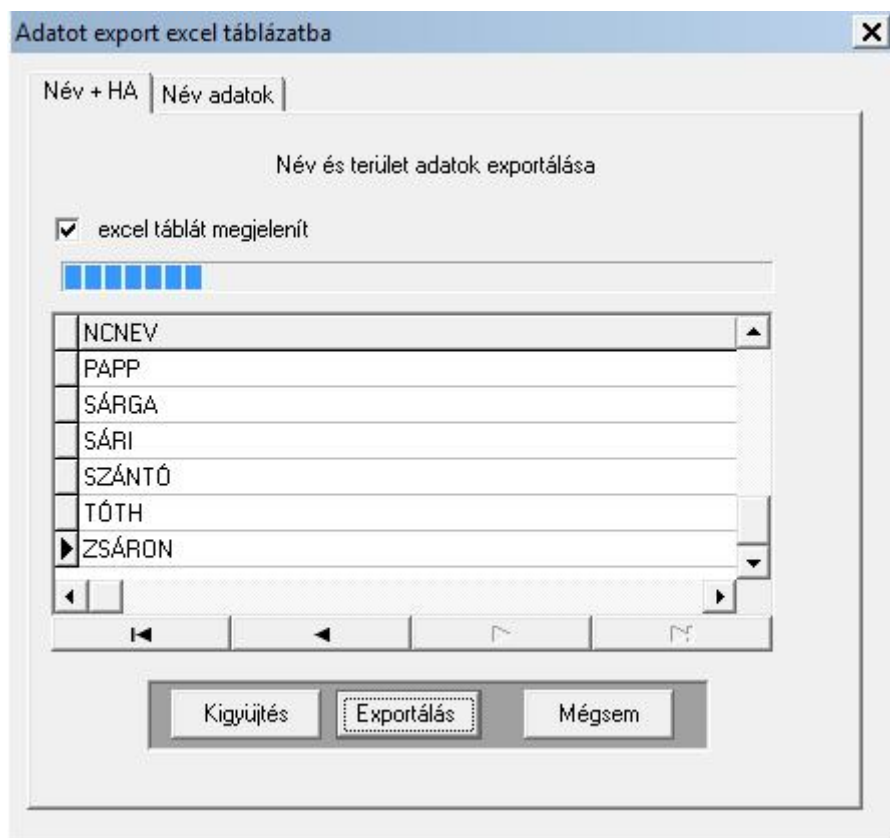 Adatot export excel táblázatba
Név + HA Név adatok
Név és terület adatok exportálása
excel táblát megjelenít
NCNEV
PAPP
SÁRGA
SÁRI
SZÁNTÓ
TÓTH
ZSÁRON
Kigyüjtés Exportálás Mégsem